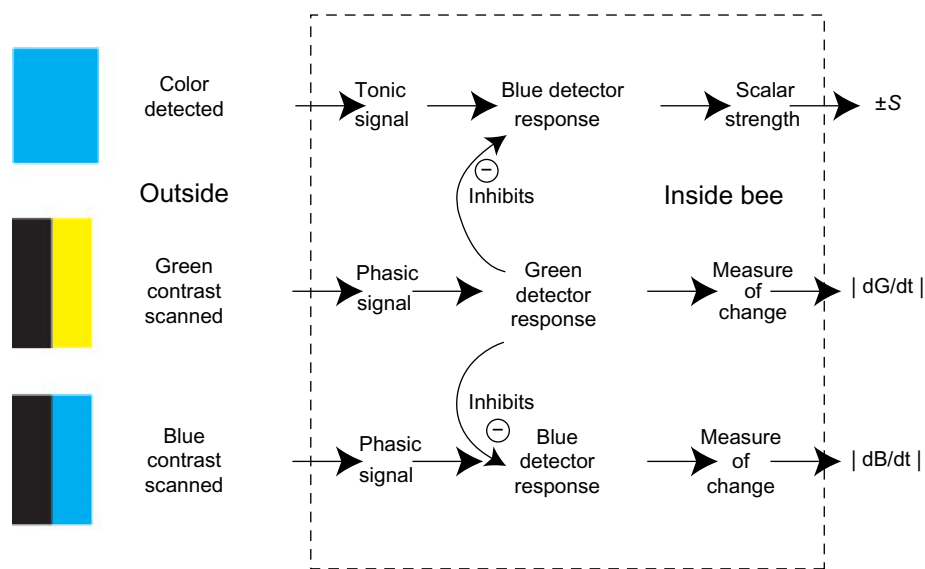 Color
detected
Tonic
signal
Blue detector
response
Scalar
strength
±S
Outside
⊖
Inhibits
Inside bee
Green
contrast
scanned
Phasic
signal
Green
detector
response
Measure
of
change
| dG/dt |
Inhibits
⊖
Blue
contrast
scanned
Phasic
signal
Blue
detector
response
Measure
of
change
| dB/dt |